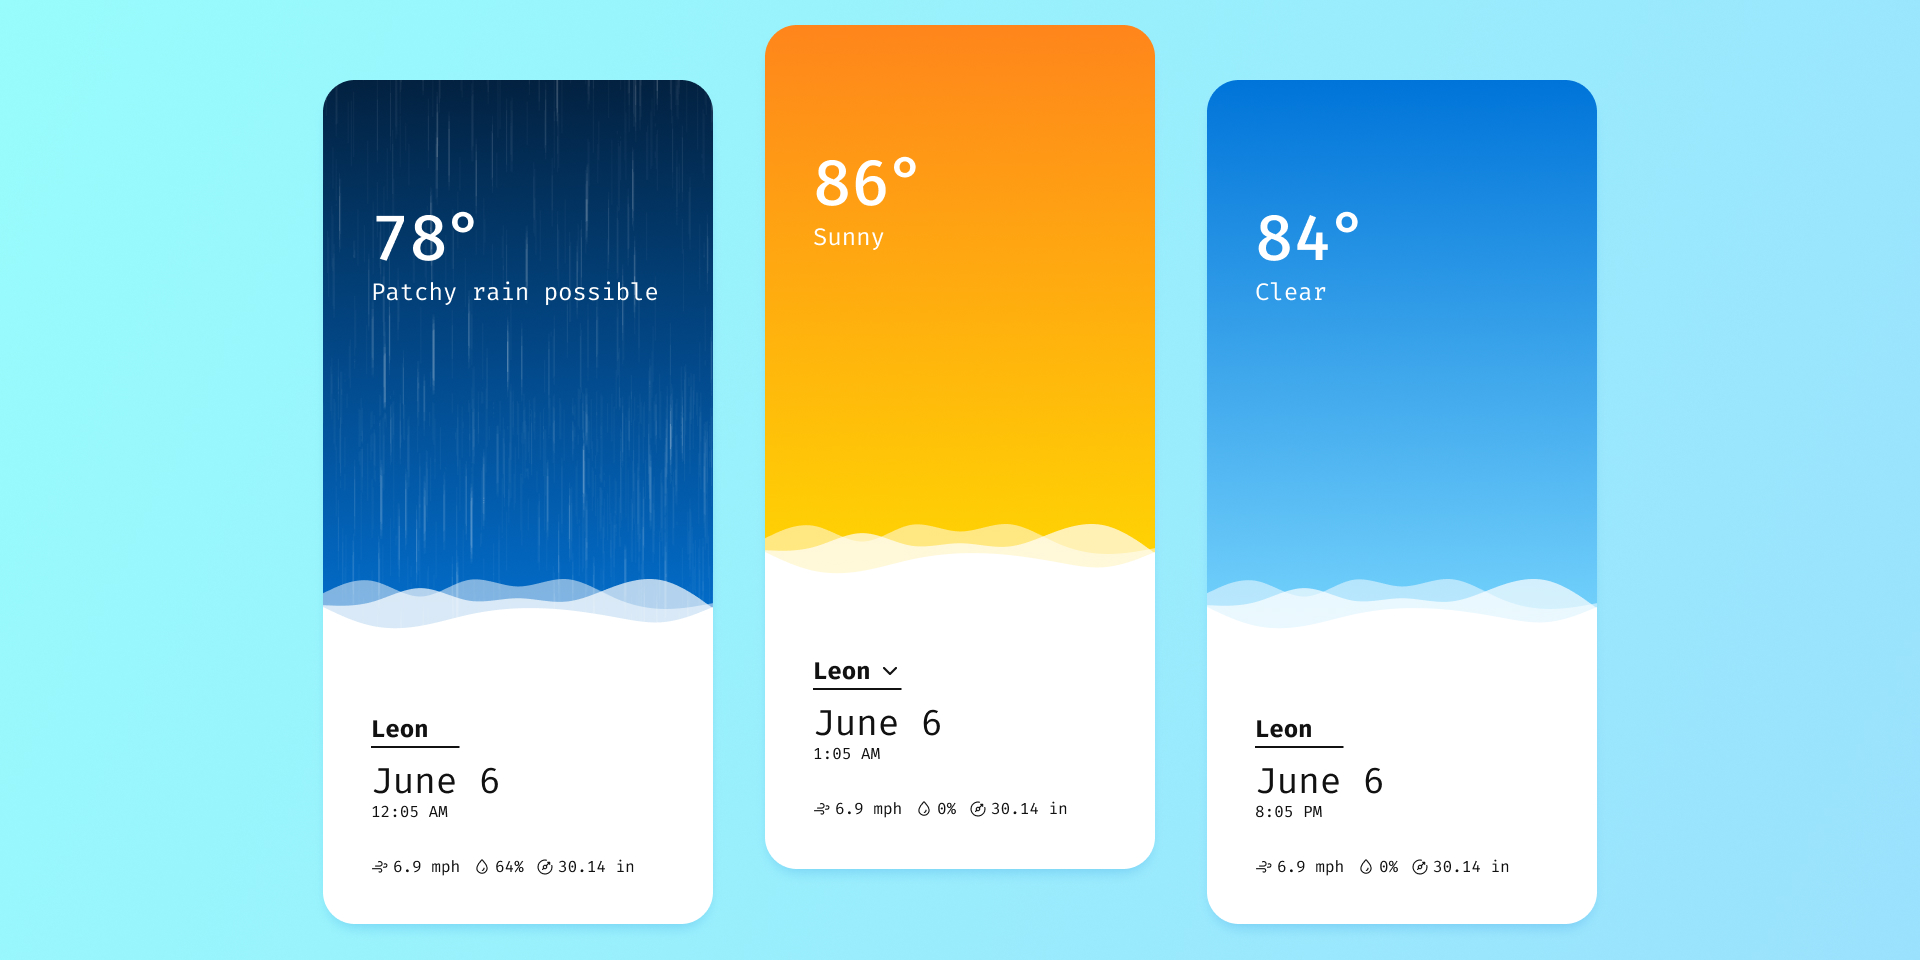 78°
Patchy rain possible
Leon
June 6
12:05 AM
6.9 mph 64% 30.14 in
86°
Sunny
Leon
June 6
1:05 AM
6.9 mph 0% 30.14 in
84°
Clear
Leon
June 6
8:05 PM
6.9 mph 0% 30.14 in